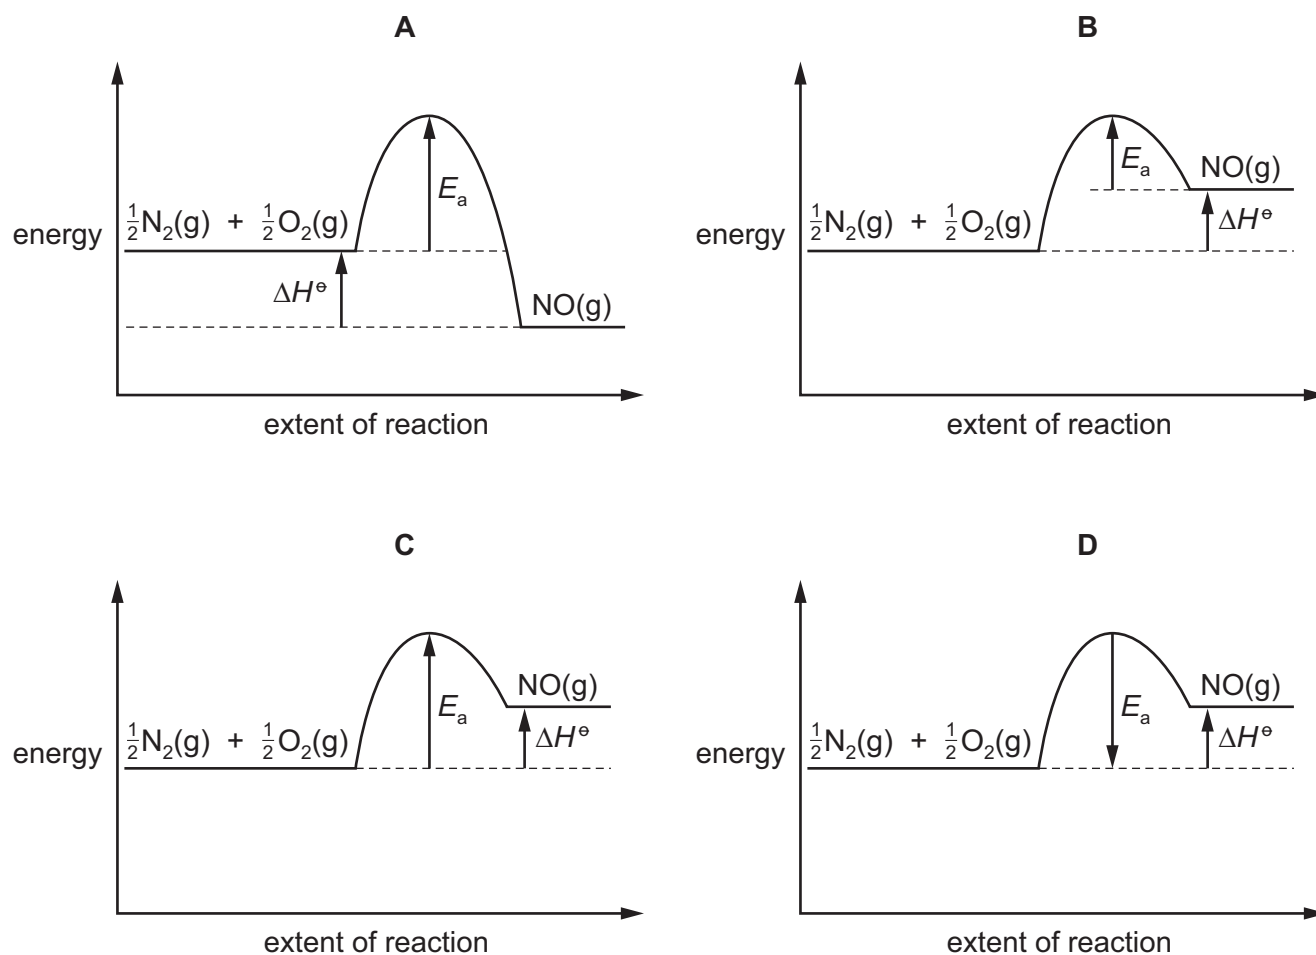 A
B
½N₂(g) + ½O₂(g)
Eₐ
NO(g)
ΔH⦵
energy
extent of reaction
½N₂(g) + ½O₂(g)
Eₐ
NO(g)
ΔH⦵
energy
extent of reaction
C
D
½N₂(g) + ½O₂(g)
Eₐ
NO(g)
ΔH⦵
energy
extent of reaction
½N₂(g) + ½O₂(g)
Eₐ
NO(g)
ΔH⦵
energy
extent of reaction